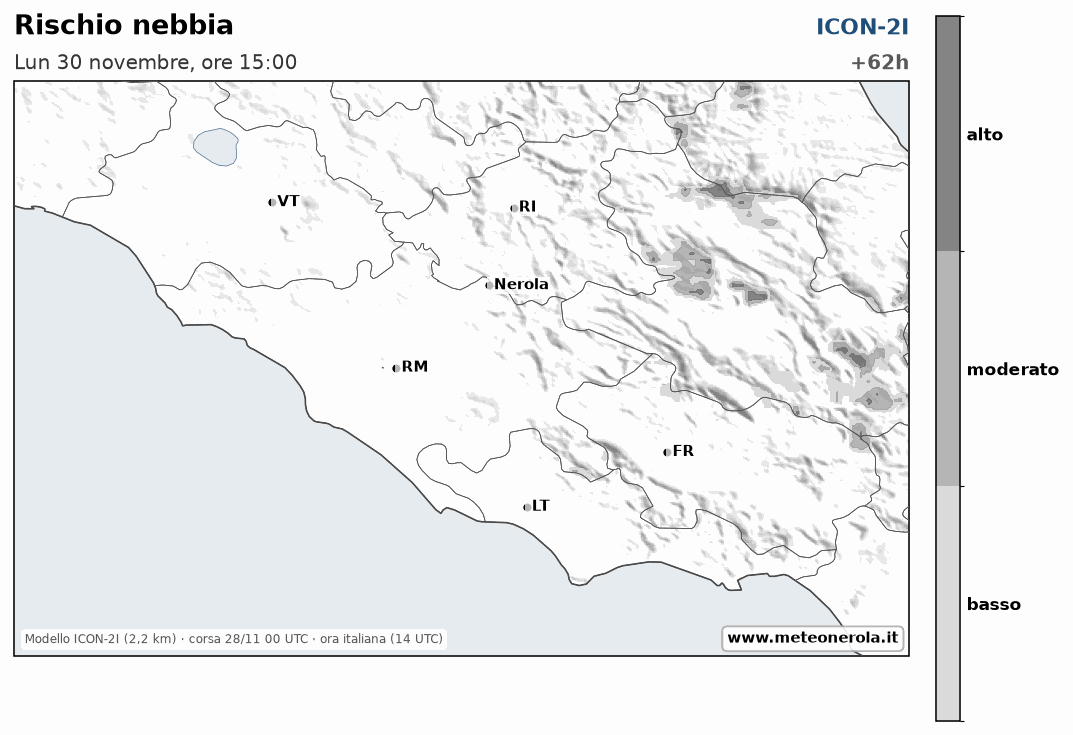 Rischio nebbia
ICON-2I
Lun 30 novembre, ore 15:00
+62h
alto
VT
RI
Nerola
RM
moderato
FR
LT
basso
Modello ICON-2I (2,2 km) · corsa 28/11 00 UTC · ora italiana (14 UTC)
www.meteonerola.it